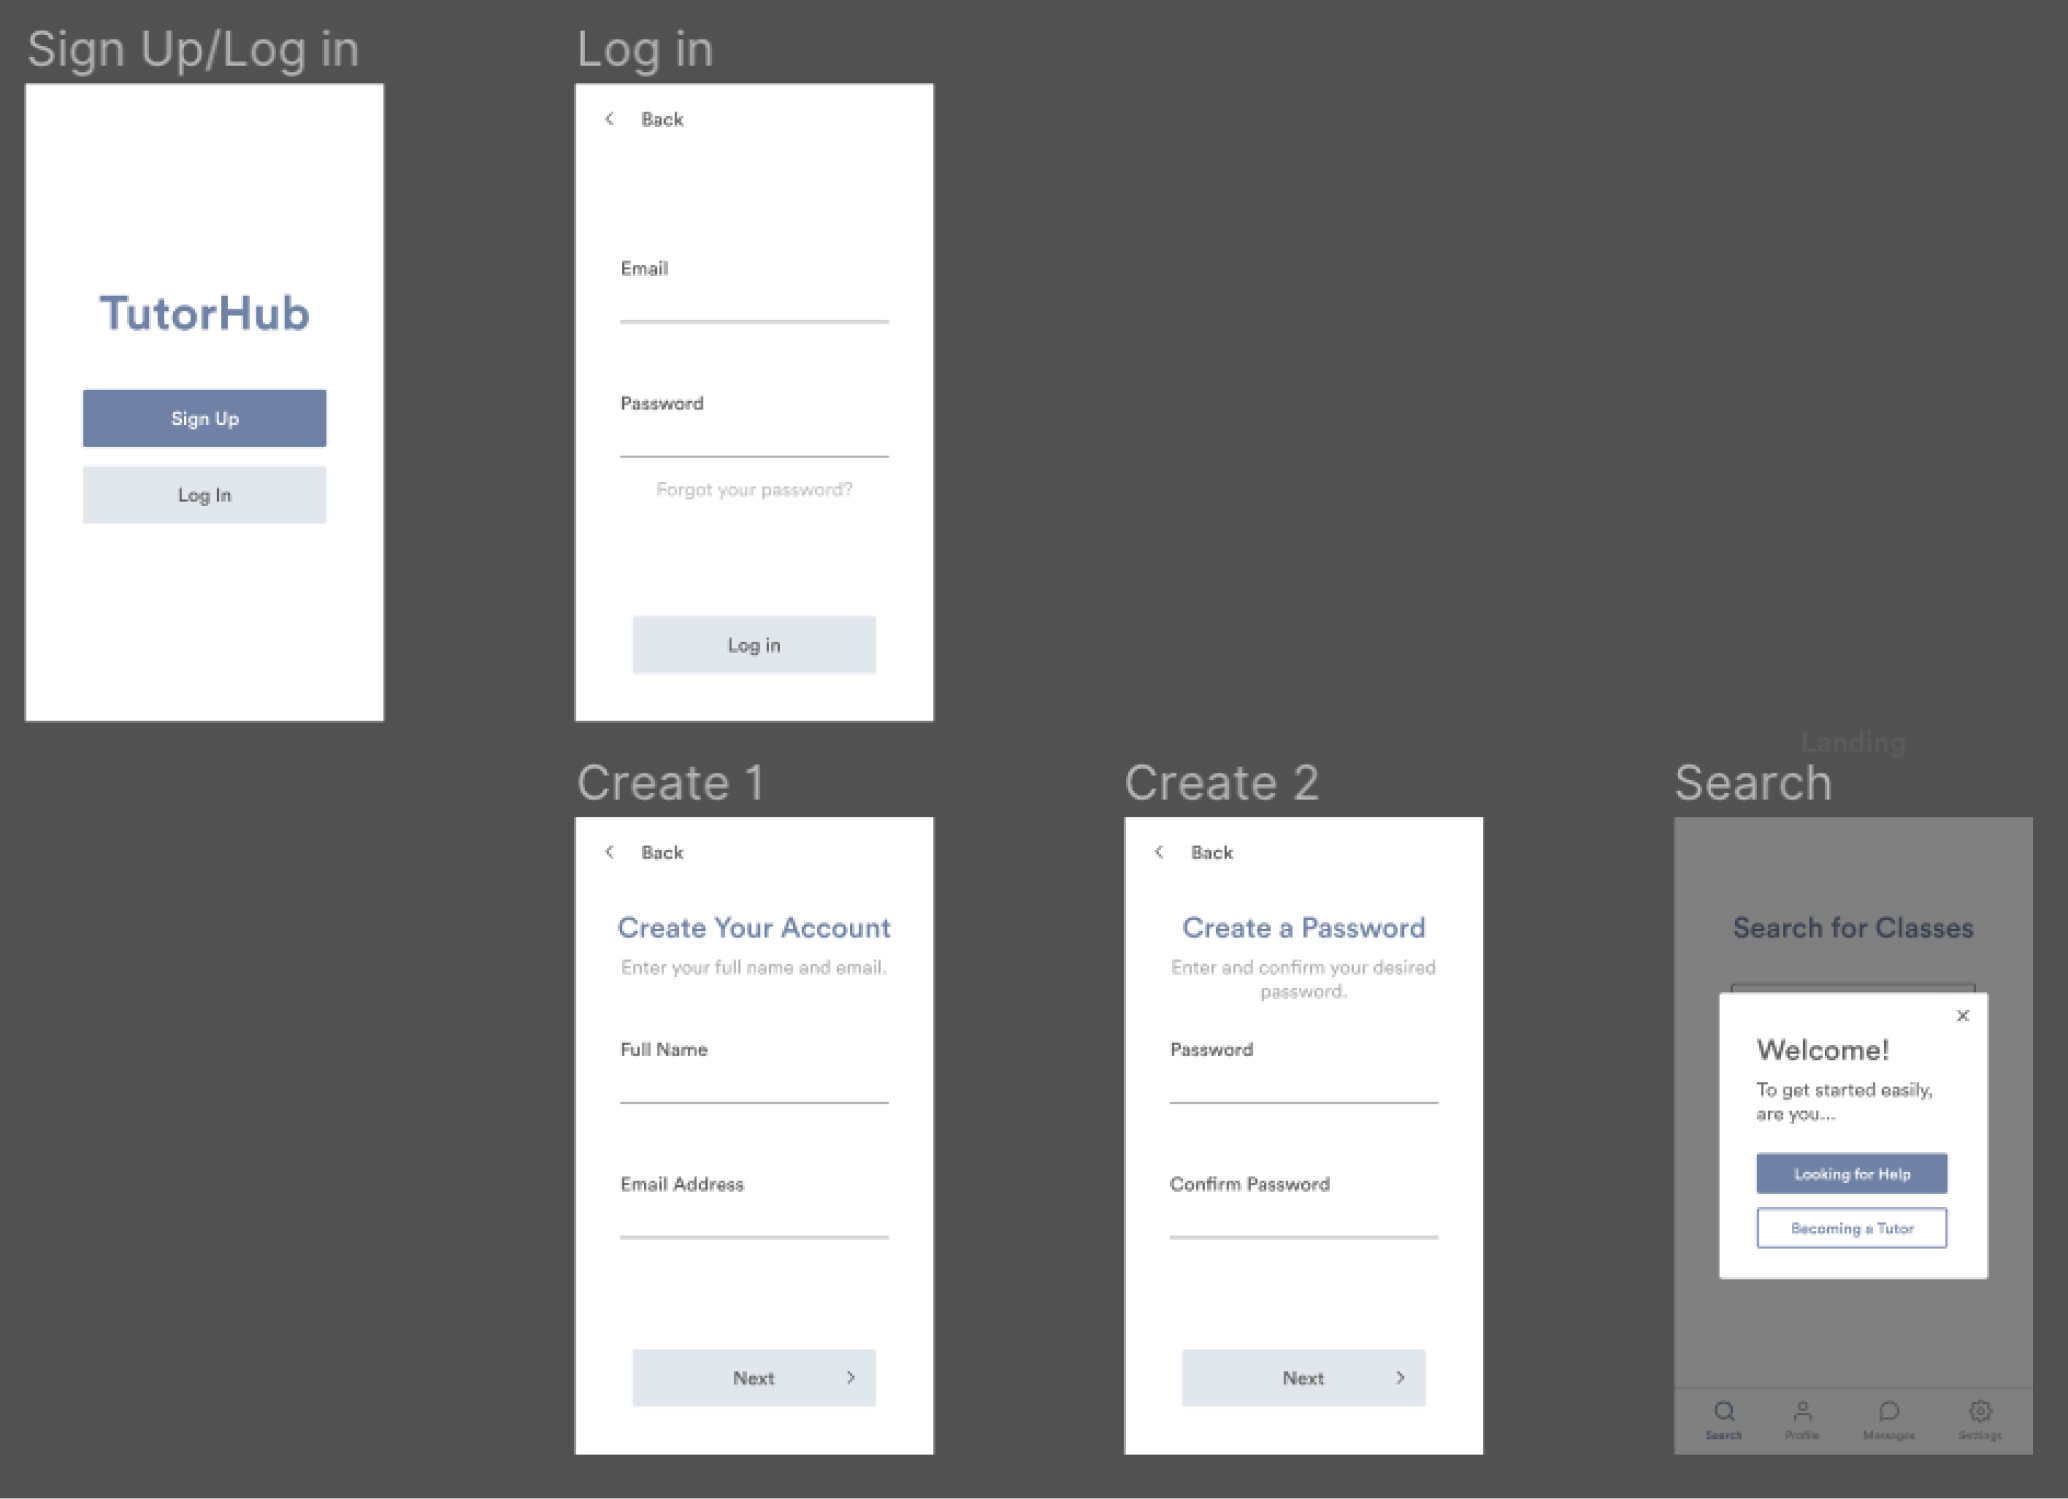 Sign Up/Log in
TutorHub
Sign Up
Log In
Log in
Back
Email
Password
Forgot your password?
Log in
Create 1
Back
Create Your Account
Enter your full name and email.
Full Name
Email Address
Next
Create 2
Back
Create a Password
Enter and confirm your desired
password.
Password
Confirm Password
Next
Landing
Search
Search for Classes
Welcome!
To get started easily,
are you...
Looking for Help
Becoming a Tutor
Search
Profile
Messages
Settings